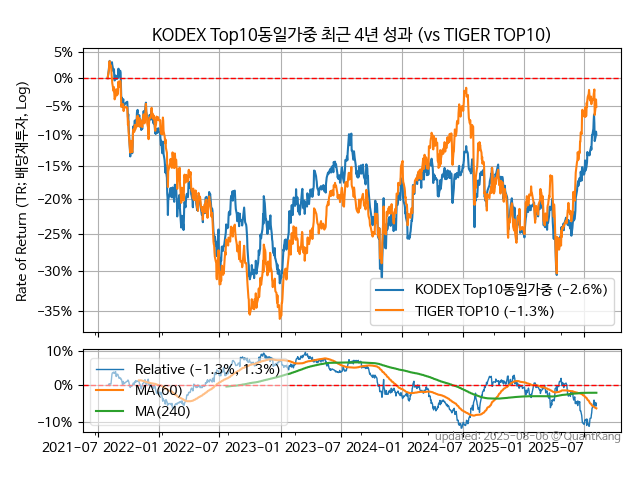 KODEX Top10동일가중 최근 4년 성과 (vs TIGER TOP10)
Rate of Return (TR: 배당재투자, Log)
5%
0%
−5%
−10%
−15%
−20%
−25%
−30%
−35%
KODEX Top10동일가중 (−2.6%)
TIGER TOP10 (−1.3%)
10%
0%
−10%
Relative (−1.3%, 1.3%)
MA(60)
MA(240)
2021−07 2022−01 2022−07 2023−01 2023−07 2024−01 2024−07 2025−01 2025−07
updated: 2025−08−06 © QuantKang